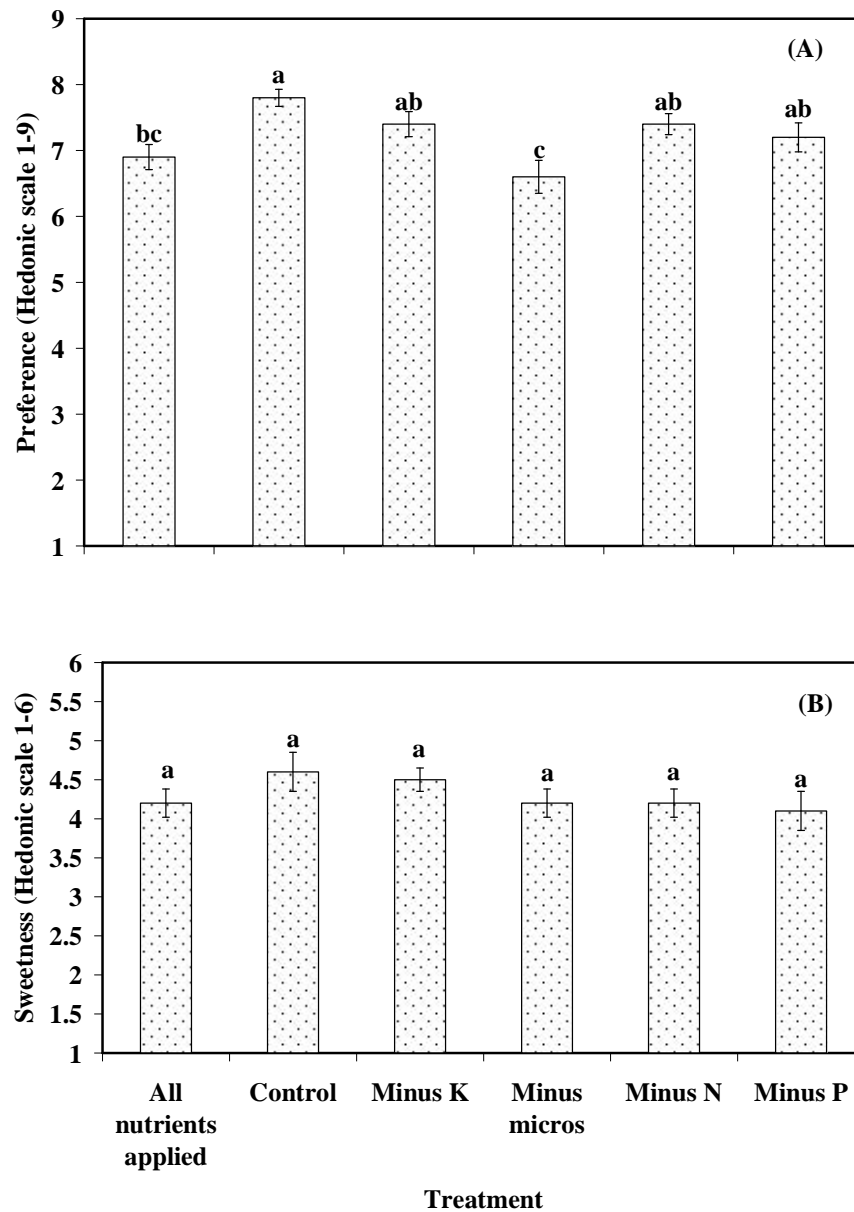 9
8
7
6
5
4
3
2
1
Preference (Hedonic scale 1-9)
(A)
bc
a
ab
c
ab
ab
6
5.5
5
4.5
4
3.5
3
2.5
2
1.5
1
Sweetness (Hedonic scale 1-6)
(B)
a
a
a
a
a
a
All
nutrients
applied
Control
Minus K
Minus
micros
Minus N
Minus P
Treatment